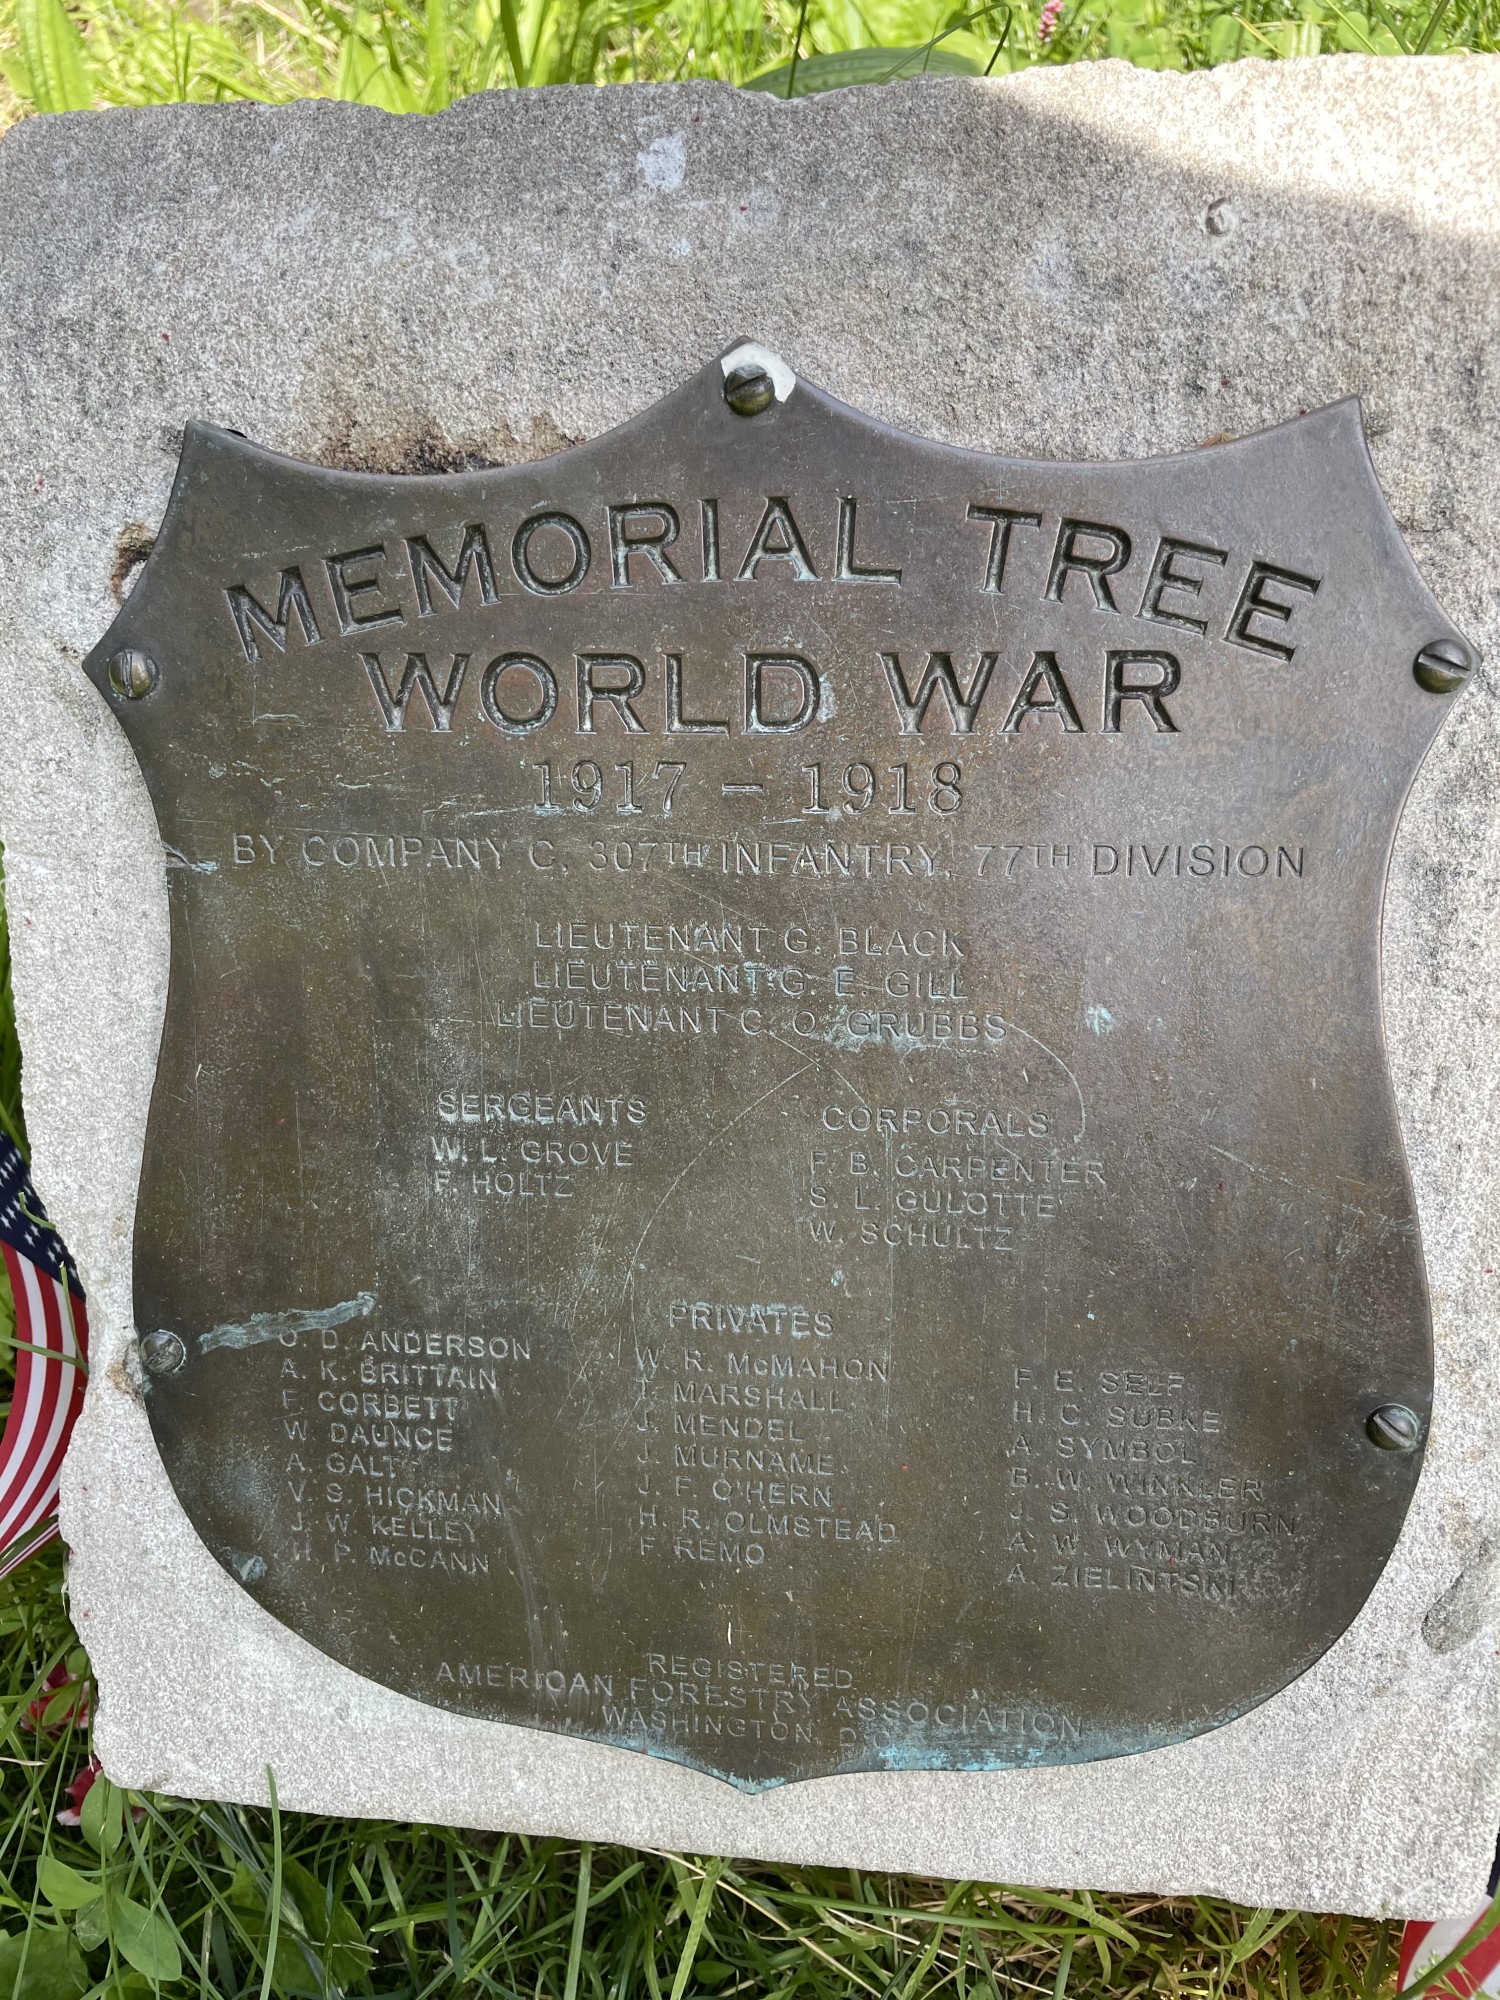 MEMORIAL TREE
WORLD WAR
1917 – 1918
BY COMPANY C, 307TH INFANTRY, 77TH DIVISION
LIEUTENANT G. BLACK
LIEUTENANT G. E. GILL
LIEUTENANT C. O. GRUBBS
SERGEANTS
W. L. GROVE
F. HOLTZ
CORPORALS
F. B. CARPENTER
S. L. GULOTTE
W. SCHULTZ
PRIVATES
O. D. ANDERSON
A. K. BRITTAIN
F. CORBETT
W. DAUNCE
A. GALT
V. S. HICKMAN
J. W. KELLEY
H. P. McCANN
W. R. McMAHON
T. MARSHALL
J. MENDEL
J. MURNAME
J. F. O'HERN
H. R. OLMSTEAD
F. REMO
F. E. SELF
H. C. SUBKE
A. SYMBOL
B. W. WINKLER
J. S. WOODBURN
A. W. WYMAN
A. ZIELINTSKI
REGISTERED
AMERICAN FORESTRY ASSOCIATION
WASHINGTON, D.C.